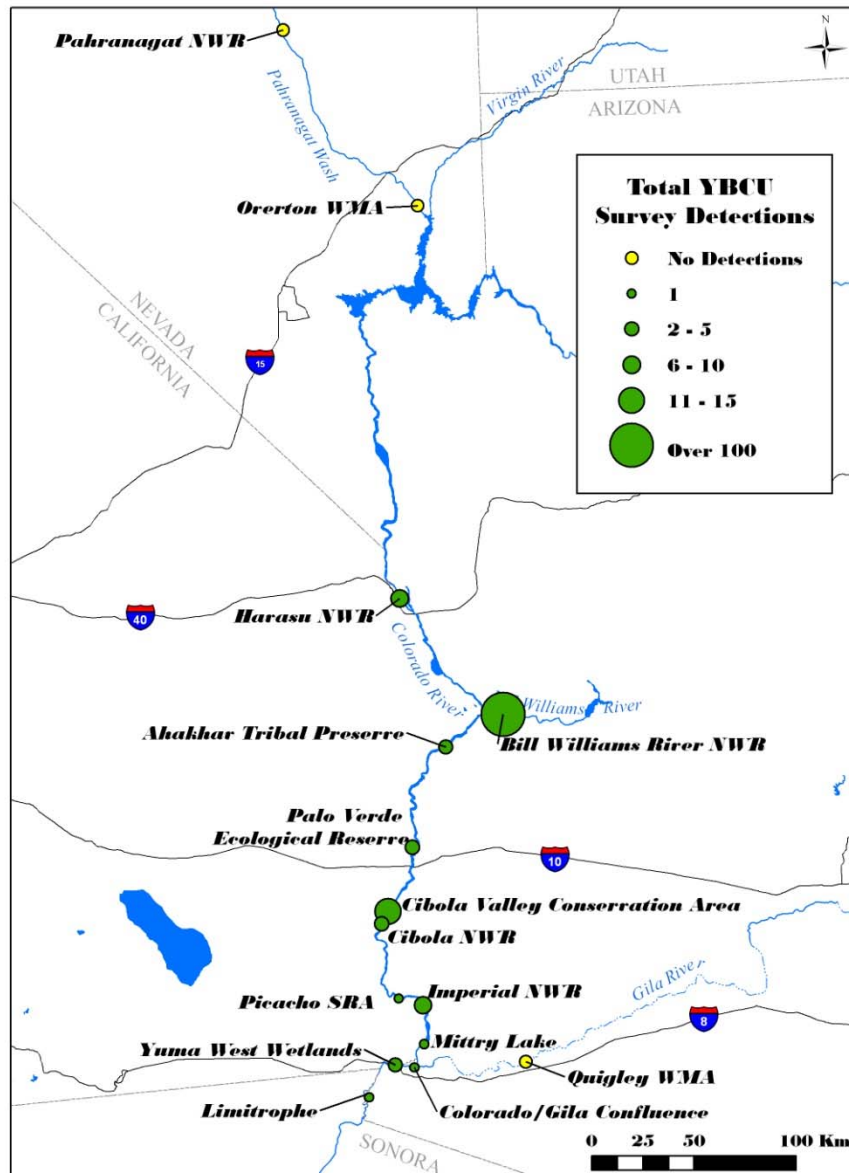 N
Pahranagat NWR
Pahranagat Wash
Virgin River
UTAH
ARIZONA
Overton WMA
Total YBCU
Survey Detections
No Detections
1
2 - 5
6 - 10
11 - 15
Over 100
NEVADA
CALIFORNIA
15
40
Havasu NWR
Colorado River
Williams River
Ahakhav Tribal Preserve
Bill Williams River NWR
Palo Verde
Ecological Reserve
10
Cibola Valley Conservation Area
Cibola NWR
Picacho SRA
Imperial NWR
Gila River
8
Mittry Lake
Yuma West Wetlands
Quigley WMA
Limitrophe
Colorado/Gila Confluence
SONORA
0 25 50 100 Km